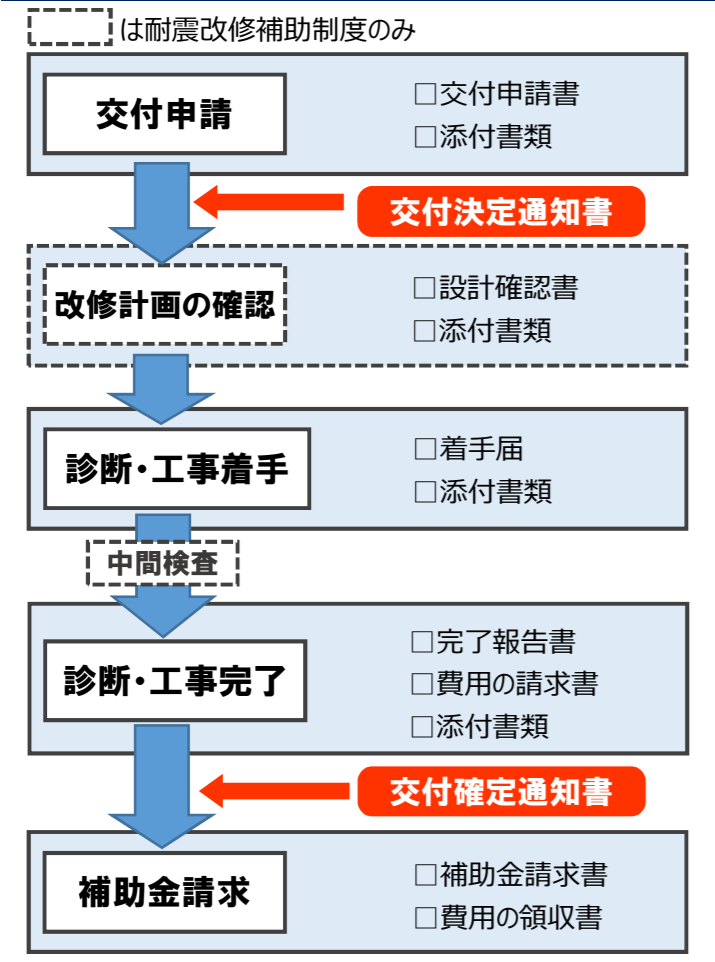 は耐震改修補助制度のみ
交付申請
□交付申請書
□添付書類
交付決定通知書
改修計画の確認
□設計確認書
□添付書類
診断・工事着手
□着手届
□添付書類
中間検査
診断・工事完了
□完了報告書
□費用の請求書
□添付書類
交付確定通知書
補助金請求
□補助金請求書
□費用の領収書